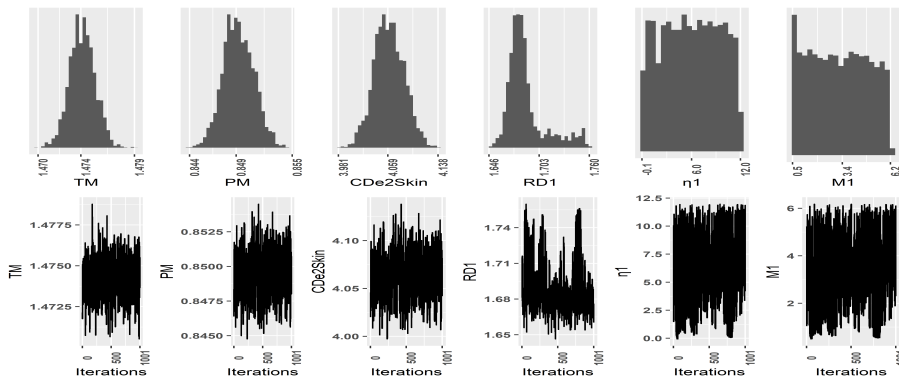 1.470 1.474 1.479
TM
0.844 0.849 0.855
PM
3.981 4.059 4.138
CDe2Skin
1.646 1.703 1.760
RD1
-0.1 6.0 12.0
η1
0.5 3.4 6.2
M1
TM
1.4775
1.4750
1.4725
0 500 1001
Iterations
PM
0.8525
0.8500
0.8475
0.8450
0 500 1001
Iterations
CDe2Skin
4.10
4.05
4.00
0 500 1001
Iterations
RD1
1.74
1.71
1.68
1.65
0 500 1001
Iterations
η1
12.5
10.0
7.5
5.0
2.5
0.0
0 500 1001
Iterations
M1
6
4
2
0 500 1001
Iterations